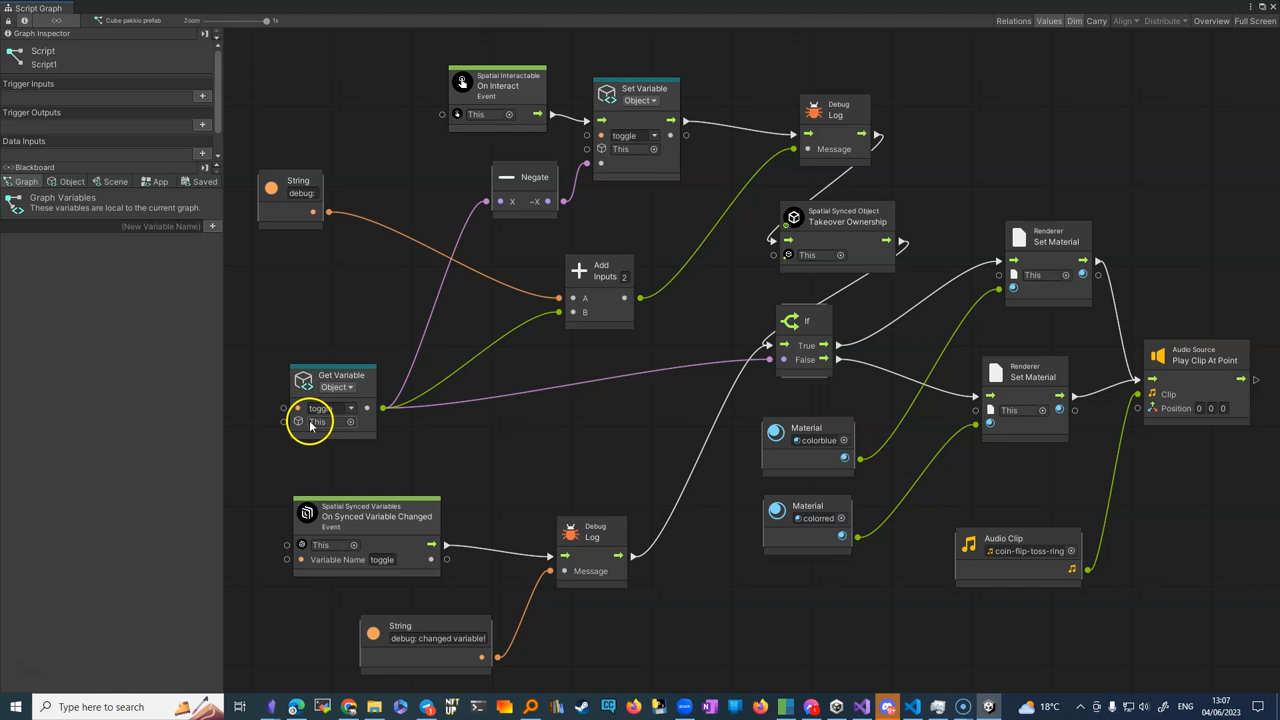 Script Graph
Cube pakkio prefab
Zoom
1x
Relations
Values
Dim
Carry
Align
Distribute
Overview
Full Screen
Graph Inspector
Script
Script1
Trigger Inputs
Trigger Outputs
Data Inputs
Blackboard
Graph
Object
Scene
App
Saved
Graph Variables
These variables are local to the current graph.
(New Variable Name)
Spatial Interactable
On Interact
Event
This
Set Variable
Object
toggle
This
Debug
Log
Message
String
debug:
Negate
X
~X
Spatial Synced Object
Takeover Ownership
This
Renderer
Set Material
This
Add
Inputs 2
A
B
If
True
False
Audio Source
Play Clip At Point
Clip
Position 0 0 0
Renderer
Set Material
This
Get Variable
Object
toggle
This
Material
colorblue
Material
colorred
Spatial Synced Variables
On Synced Variable Changed
Event
This
Variable Name toggle
Debug
Log
Message
Audio Clip
coin-flip-toss-ring
String
debug: changed variable!
Type here to search
18°C
ENG
13:07
04/06/2023